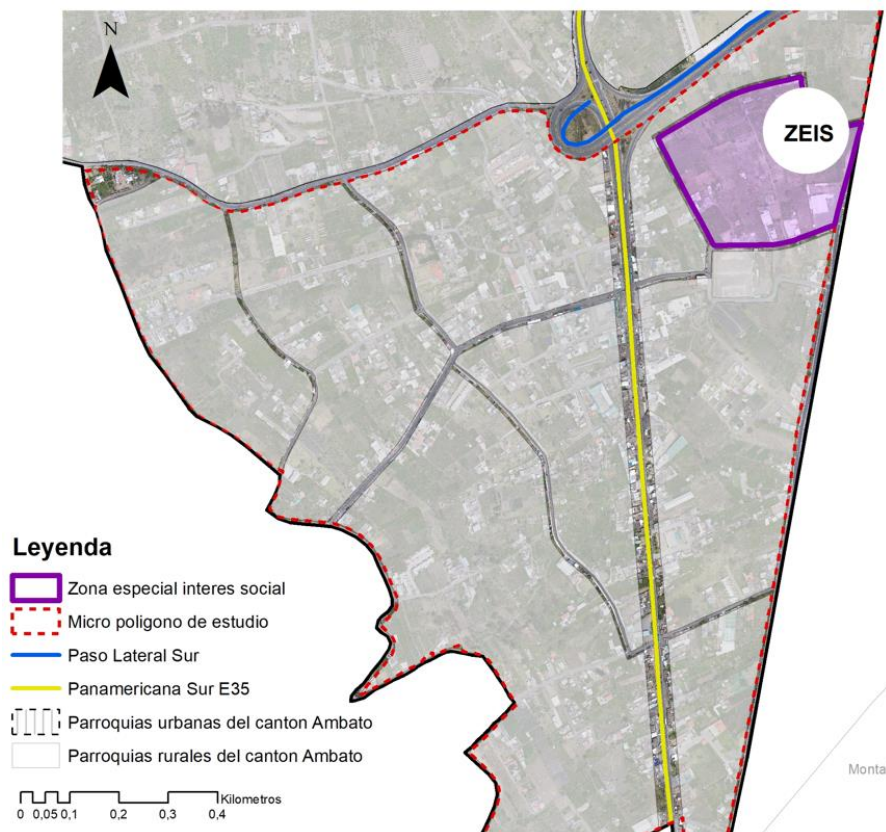 N
ZEIS
Leyenda
Zona especial interes social
Micro poligono de estudio
Paso Lateral Sur
Panamericana Sur E35
Parroquias urbanas del canton Ambato
Parroquias rurales del canton Ambato
Kilometros
0 0,05 0,1 0,2 0,3 0,4
Monta